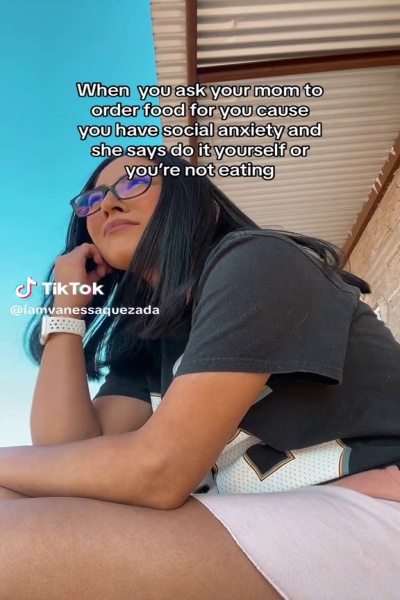 When you ask your mom to
order food for you cause
you have social anxiety and
she says do it yourself or
you're not eating
TikTok
@iamvanessaquezada